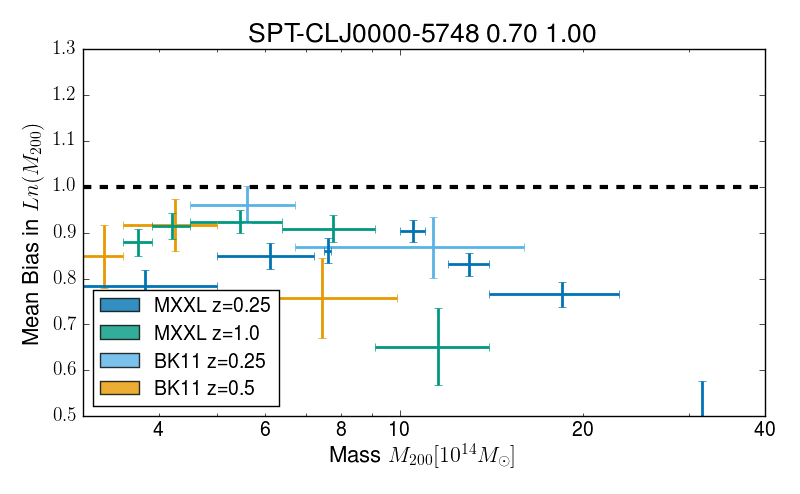 SPT-CLJ0000-5748 0.70 1.00
1.3
1.2
1.1
1.0
0.9
0.8
0.7
0.6
0.5
Mean Bias in Ln(M₂₀₀)
MXXL z=0.25
MXXL z=1.0
BK11 z=0.25
BK11 z=0.5
4 6 8 10 20 40
Mass M₂₀₀[10¹⁴M⊙]